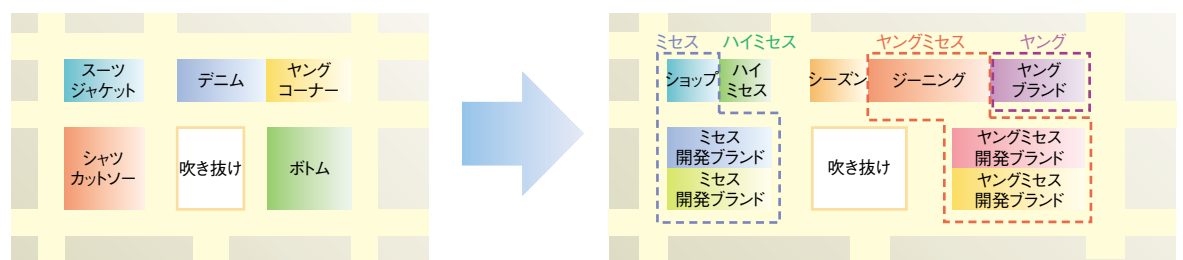 スーツ
ジャケット
デニム
ヤング
コーナー
シャツ
カットソー
吹き抜け
ボトム
ミセス
ハイミセス
ヤングミセス
ヤング
ショップ
ハイ
ミセス
シーズン
ジーニング
ヤング
ブランド
ミセス
開発ブランド
ミセス
開発ブランド
吹き抜け
ヤングミセス
開発ブランド
ヤングミセス
開発ブランド